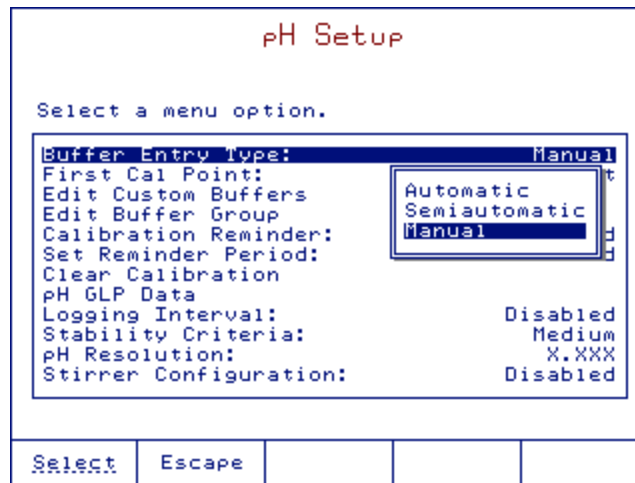 pH Setup
Select a menu option.
Buffer Entry Type: Manual
First Cal Point:
Edit Custom Buffers
Edit Buffer Group
Calibration Reminder:
Set Reminder Period:
Automatic
Semiautomatic
Manual
Clear Calibration
pH GLP Data
Logging Interval: Disabled
Stability Criteria: Medium
pH Resolution: X.XXX
Stirrer Configuration: Disabled
Select Escape